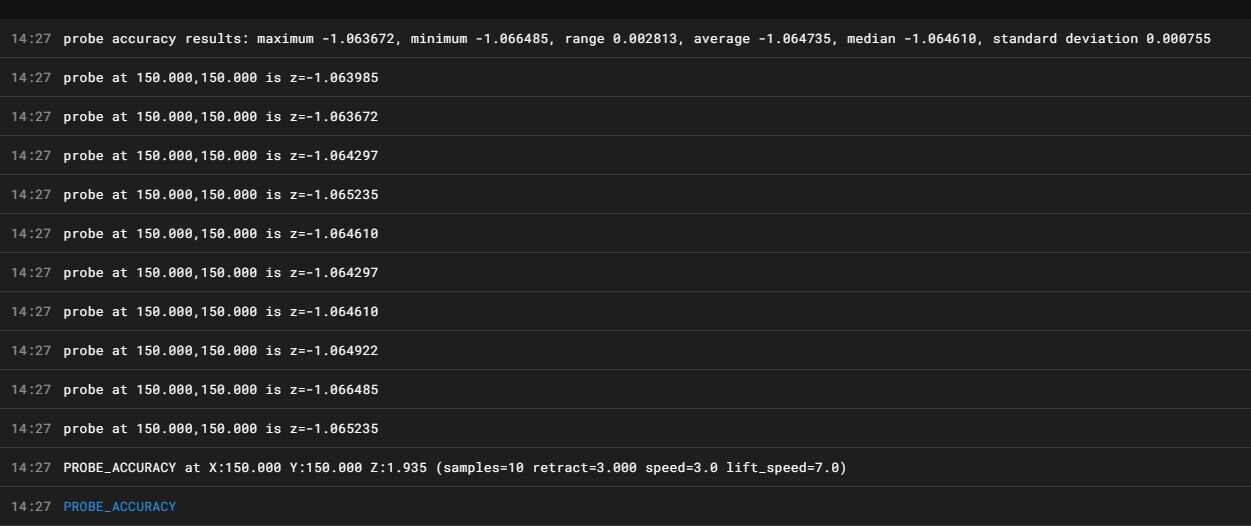 14:27 probe accuracy results: maximum -1.063672, minimum -1.066485, range 0.002813, average -1.064735, median -1.064610, standard deviation 0.000755
14:27 probe at 150.000,150.000 is z=-1.063985
14:27 probe at 150.000,150.000 is z=-1.063672
14:27 probe at 150.000,150.000 is z=-1.064297
14:27 probe at 150.000,150.000 is z=-1.065235
14:27 probe at 150.000,150.000 is z=-1.064610
14:27 probe at 150.000,150.000 is z=-1.064297
14:27 probe at 150.000,150.000 is z=-1.064610
14:27 probe at 150.000,150.000 is z=-1.064922
14:27 probe at 150.000,150.000 is z=-1.066485
14:27 probe at 150.000,150.000 is z=-1.065235
14:27 PROBE_ACCURACY at X:150.000 Y:150.000 Z:1.935 (samples=10 retract=3.000 speed=3.0 lift_speed=7.0)
14:27 PROBE_ACCURACY